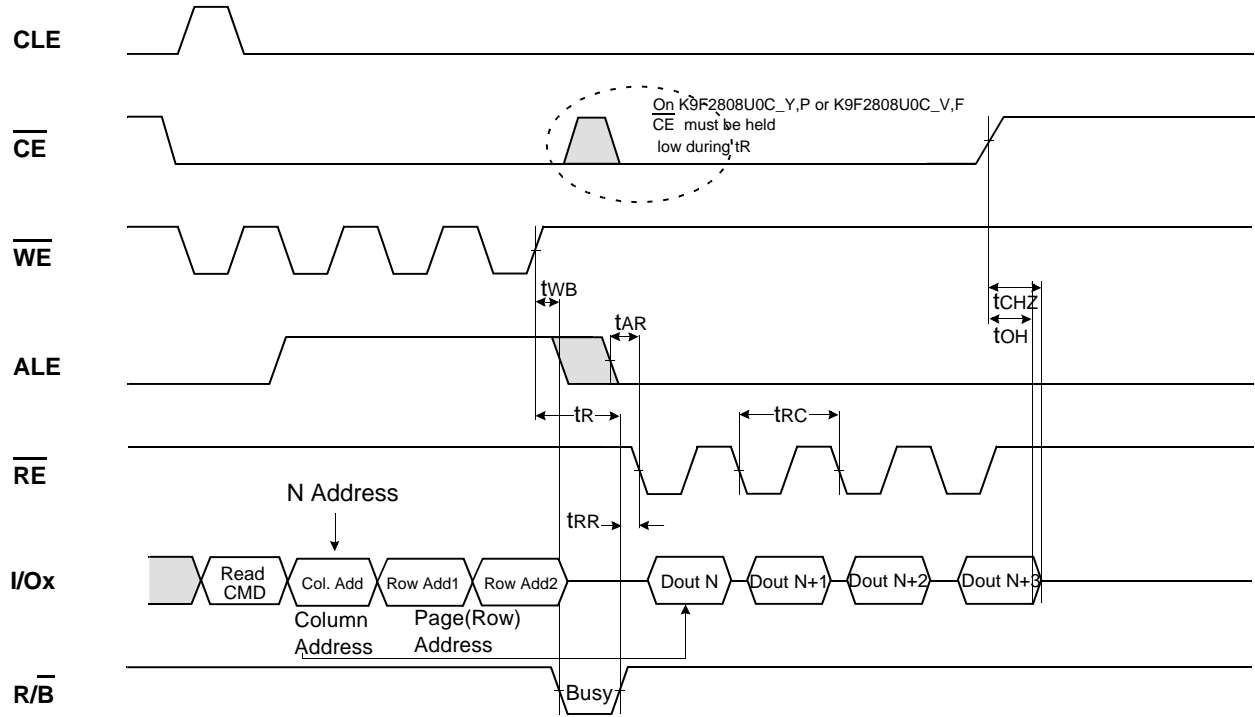 CLE
On K9F2808U0C_Y,P or K9F2808U0C_V,F
CE must be held
low during tR
CE
WE
tWB
tCHZ
tAR
tOH
ALE
tR
tRC
RE
N Address
tRR
I/Ox
Read
CMD
Col. Add
Row Add1
Row Add2
Dout N
Dout N+1
Dout N+2
Dout N+3
Column
Address
Page(Row)
Address
R/B
Busy